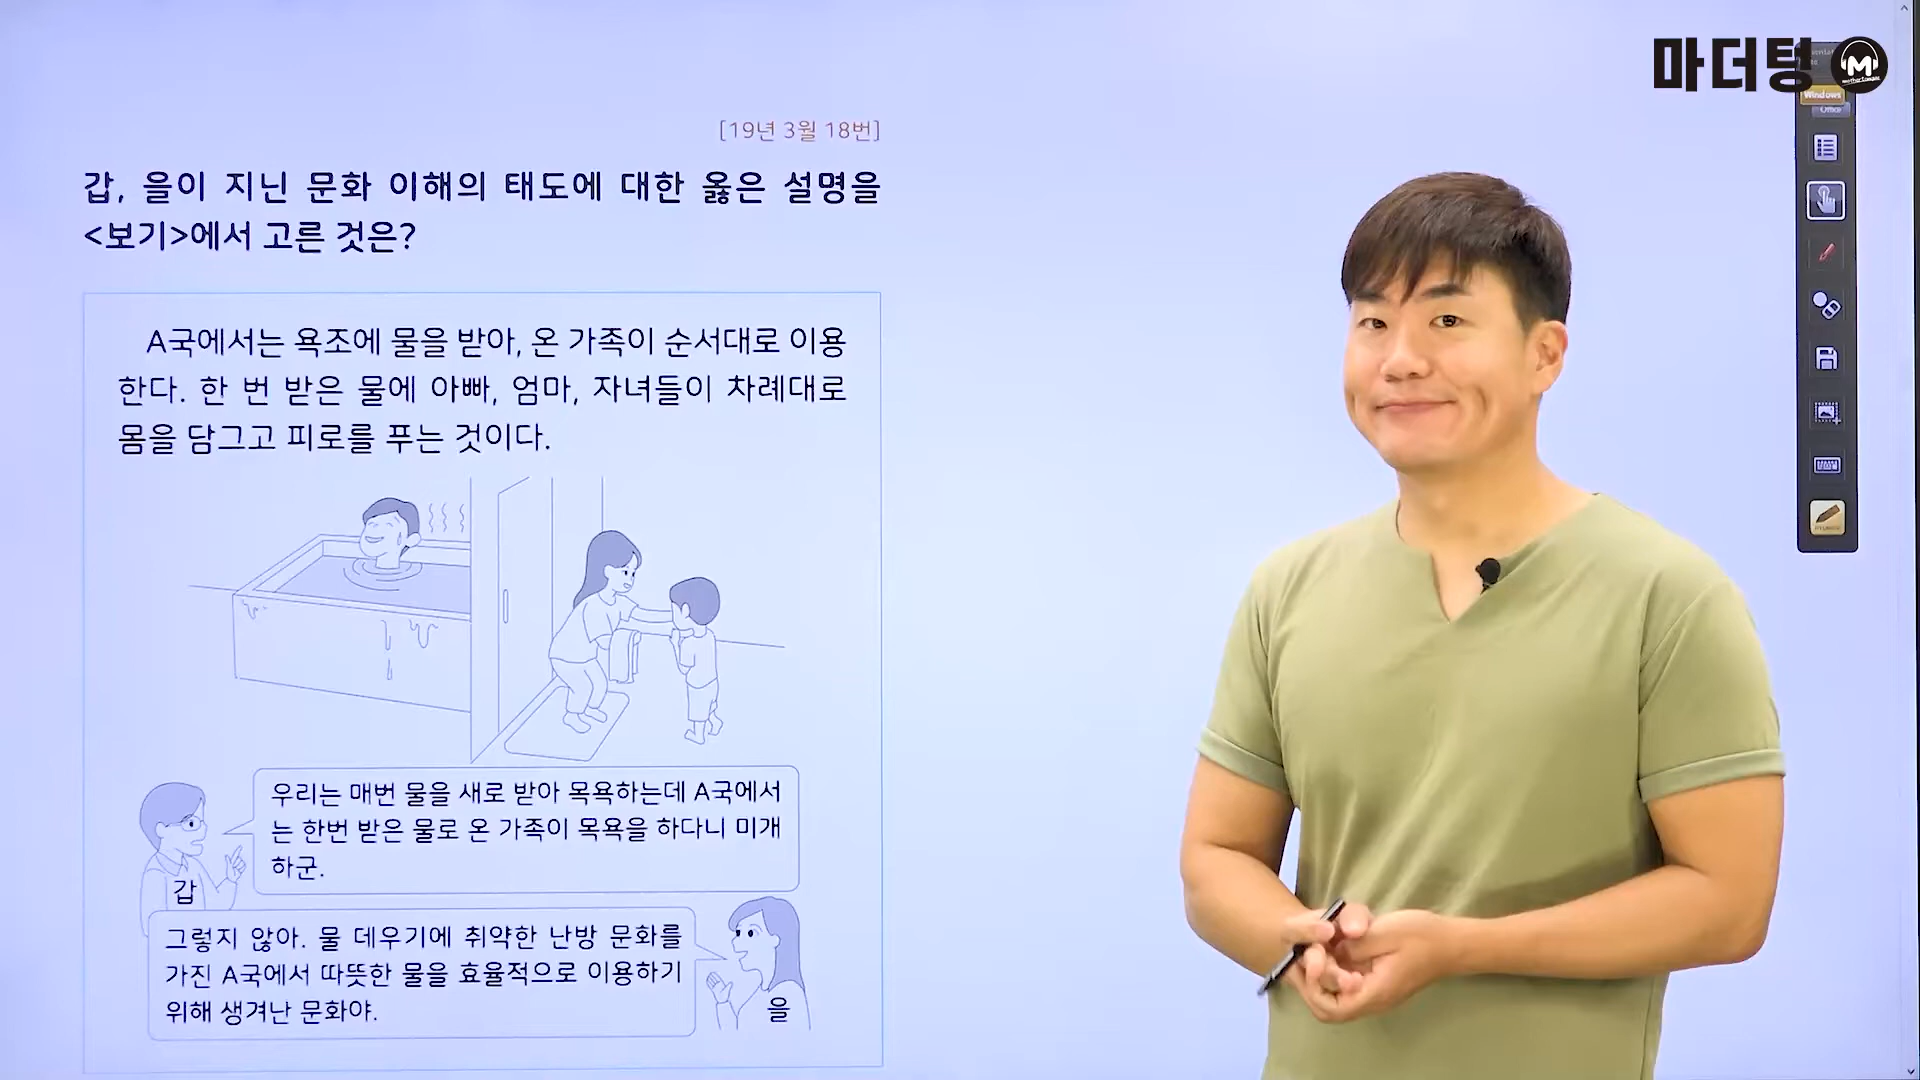 마더텅
M
Windows
[19년 3월 18번]
갑, 을이 지닌 문화 이해의 태도에 대한 옳은 설명을
<보기>에서 고른 것은?
A국에서는 욕조에 물을 받아, 온 가족이 순서대로 이용
한다. 한 번 받은 물에 아빠, 엄마, 자녀들이 차례대로
몸을 담그고 피로를 푸는 것이다.
우리는 매번 물을 새로 받아 목욕하는데 A국에서
는 한번 받은 물로 온 가족이 목욕을 하다니 미개
하군.
갑
그렇지 않아. 물 데우기에 취약한 난방 문화를
가진 A국에서 따뜻한 물을 효율적으로 이용하기
위해 생겨난 문화야.
을